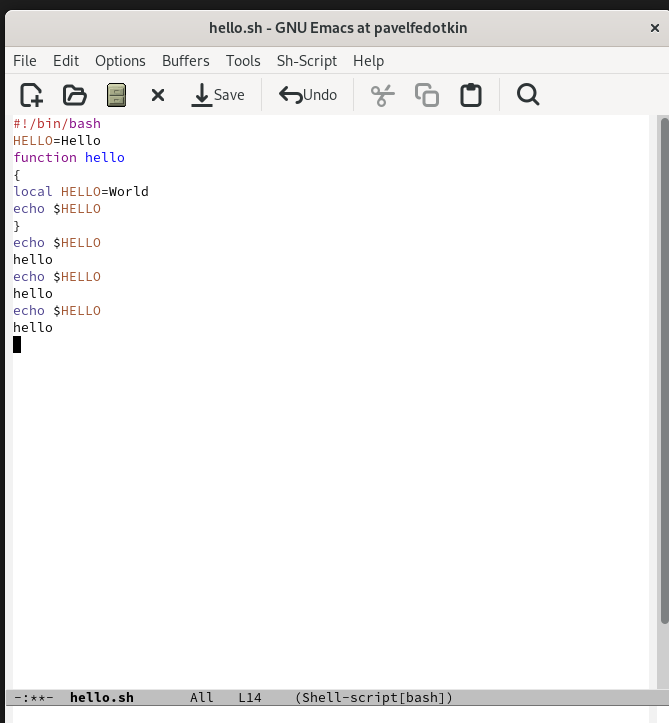 hello.sh - GNU Emacs at pavelfedotkin
File Edit Options Buffers Tools Sh-Script Help
Save Undo
#!/bin/bash
HELLO=Hello
function hello
{
local HELLO=World
echo $HELLO
}
echo $HELLO
hello
echo $HELLO
hello
echo $HELLO
hello
-:**- hello.sh All L14 (Shell-script[bash])